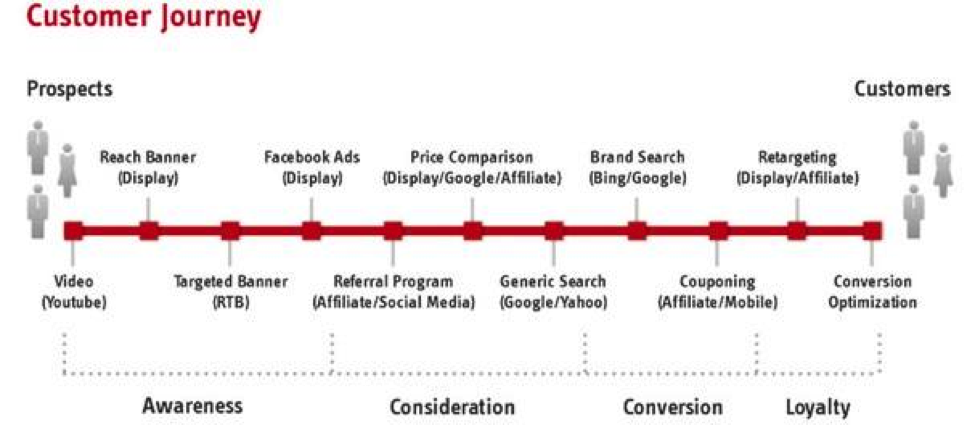 Customer Journey
Prospects
Customers
Reach Banner
(Display)
Facebook Ads
(Display)
Price Comparison
(Display/Google/Affiliate)
Brand Search
(Bing/Google)
Retargeting
(Display/Affiliate)
Video
(Youtube)
Targeted Banner
(RTB)
Referral Program
(Affiliate/Social Media)
Generic Search
(Google/Yahoo)
Couponing
(Affiliate/Mobile)
Conversion
Optimization
Awareness
Consideration
Conversion
Loyalty